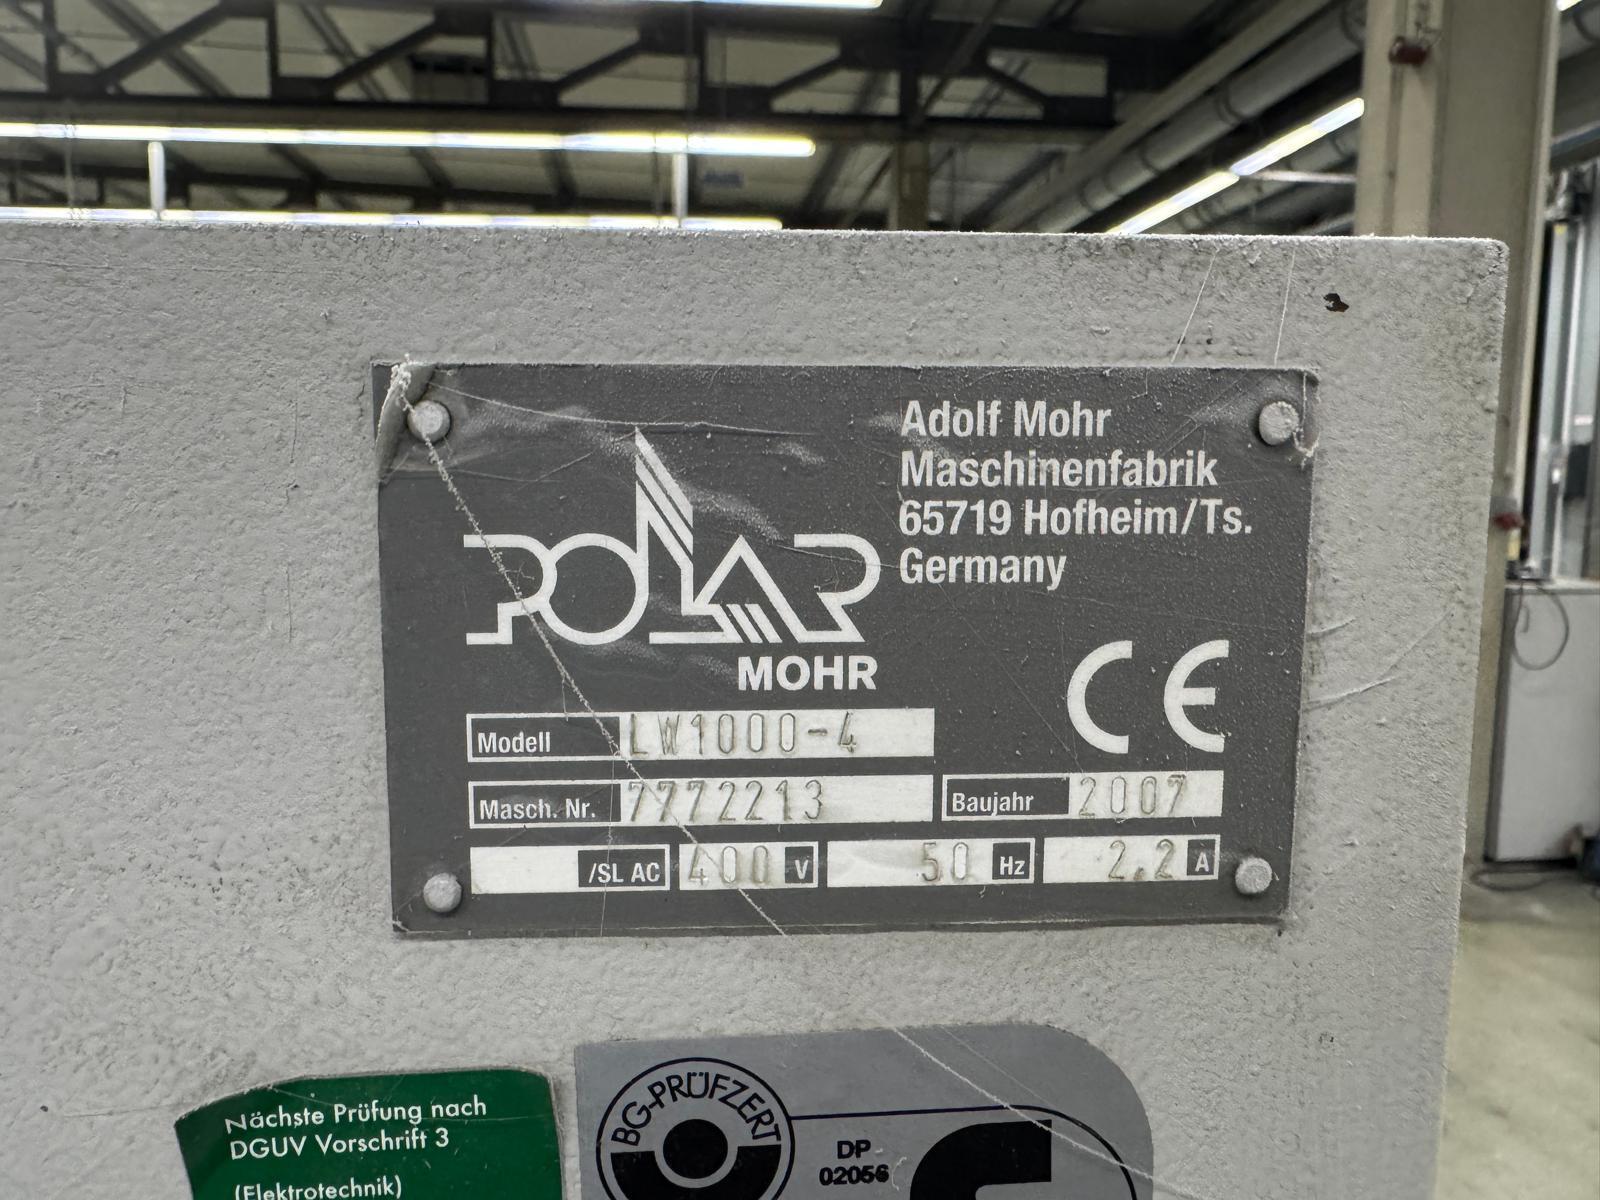 Adolf Mohr
Maschinenfabrik
65719 Hofheim/Ts.
Germany
POLAR
MOHR
CE
Modell LW1000-4
Masch. Nr. 7772213 Baujahr 2007
/SL AC 400 V 50 Hz 2,2 A
Nächste Prüfung nach
DGUV Vorschrift 3
(Elektrotechnik)
BG-PRÜFZERT
DP
02056